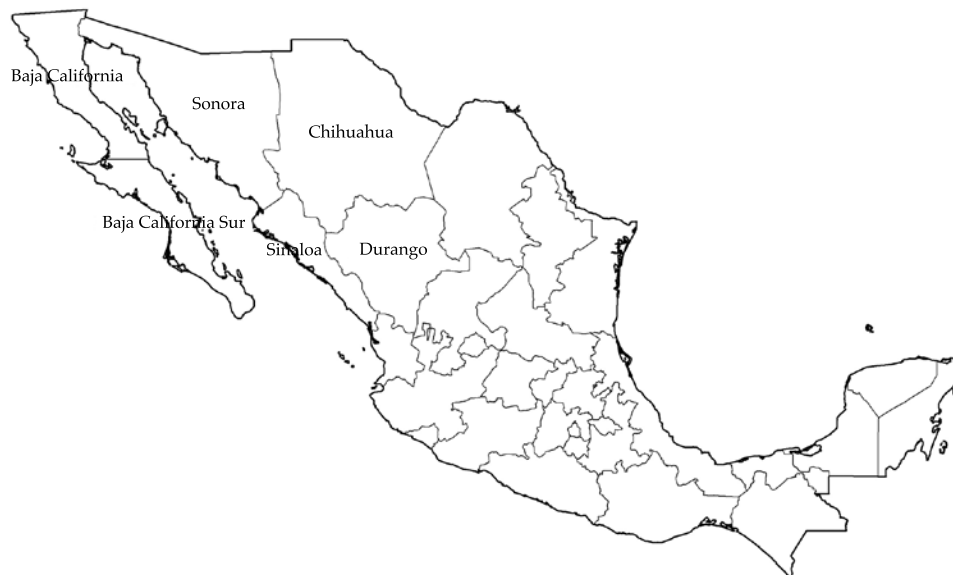 Baja California
Sonora
Chihuahua
Baja California Sur
Sinaloa
Durango